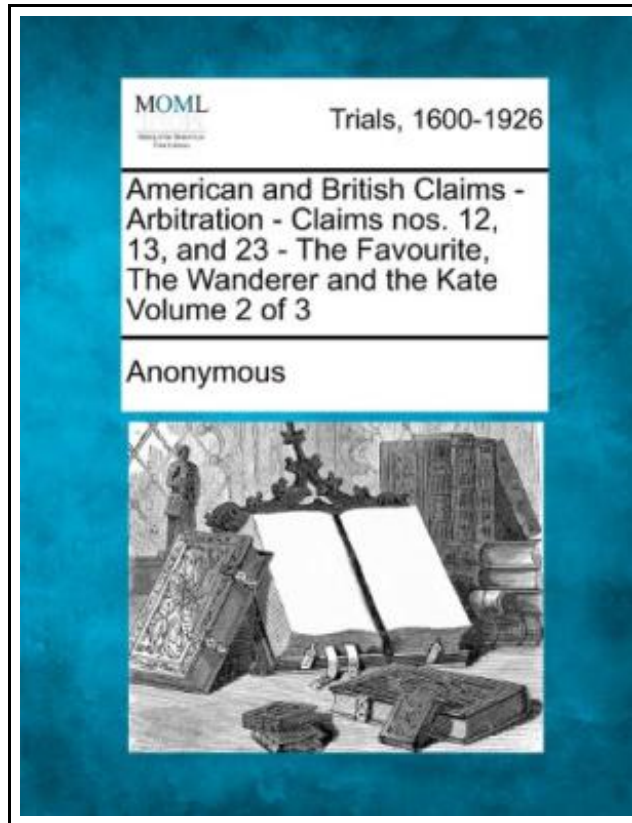 MOML
Trials, 1600-1926
American and British Claims -
Arbitration - Claims nos. 12,
13, and 23 - The Favourite,
The Wanderer and the Kate
Volume 2 of 3
Anonymous